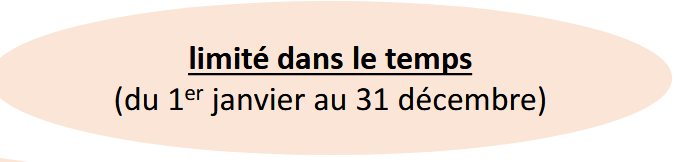 limité dans le temps
(du 1er janvier au 31 décembre)